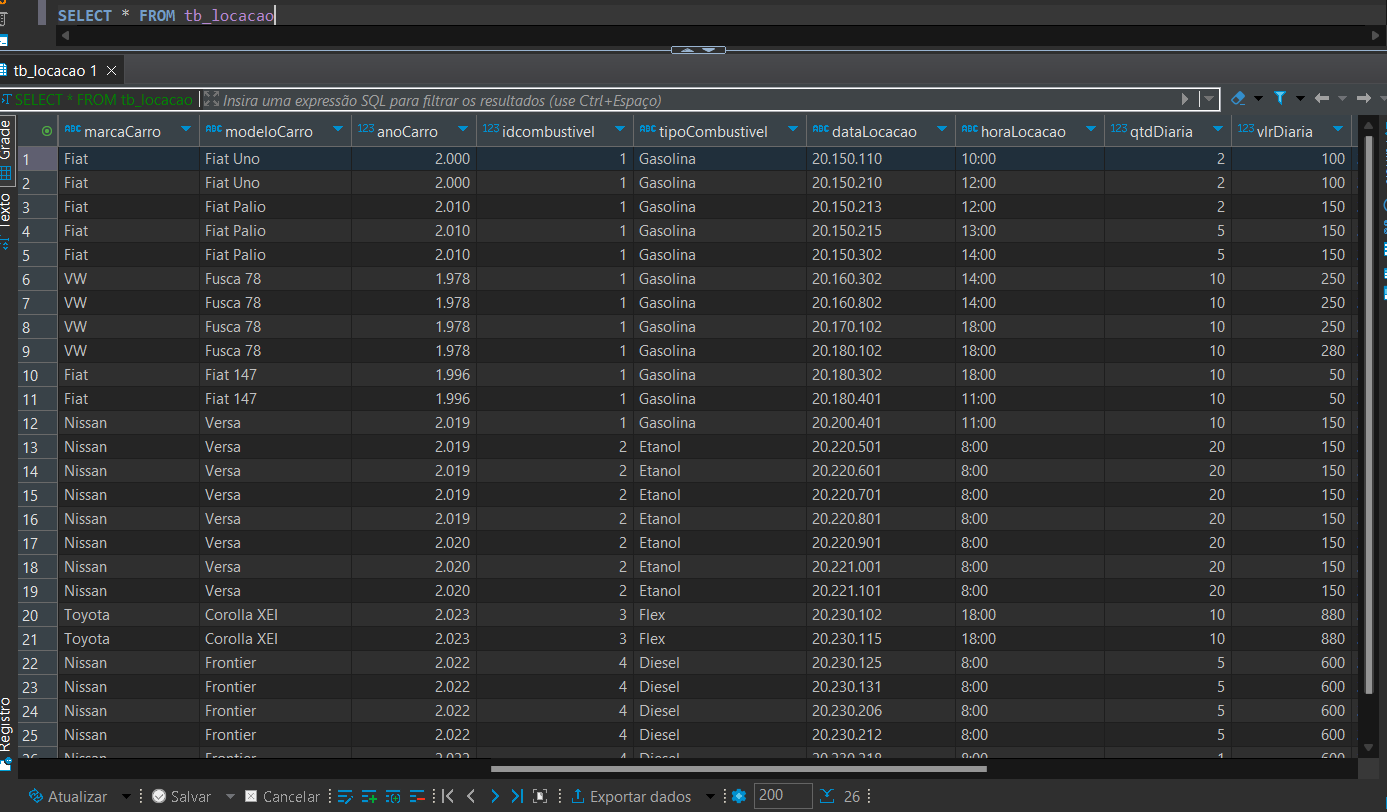 SELECT * FROM tb_locacao
tb_locacao 1
SELECT * FROM tb_locacao Insira uma expressão SQL para filtrar os resultados (use Ctrl+Espaço)
Grade
Texto
Registro
ABC marcaCarro ABC modeloCarro 123 anoCarro 123 idcombustivel ABC tipoCombustivel ABC dataLocacao ABC horaLocacao 123 qtdDiaria 123 vlrDiaria
1 Fiat Fiat Uno 2.000 1 Gasolina 20.150.110 10:00 2 100
2 Fiat Fiat Uno 2.000 1 Gasolina 20.150.210 12:00 2 100
3 Fiat Fiat Palio 2.010 1 Gasolina 20.150.213 12:00 2 150
4 Fiat Fiat Palio 2.010 1 Gasolina 20.150.215 13:00 5 150
5 Fiat Fiat Palio 2.010 1 Gasolina 20.150.302 14:00 5 150
6 VW Fusca 78 1.978 1 Gasolina 20.160.302 14:00 10 250
7 VW Fusca 78 1.978 1 Gasolina 20.160.802 14:00 10 250
8 VW Fusca 78 1.978 1 Gasolina 20.170.102 18:00 10 250
9 VW Fusca 78 1.978 1 Gasolina 20.180.102 18:00 10 280
10 Fiat Fiat 147 1.996 1 Gasolina 20.180.302 18:00 10 50
11 Fiat Fiat 147 1.996 1 Gasolina 20.180.401 11:00 10 50
12 Nissan Versa 2.019 1 Gasolina 20.200.401 11:00 10 150
13 Nissan Versa 2.019 2 Etanol 20.220.501 8:00 20 150
14 Nissan Versa 2.019 2 Etanol 20.220.601 8:00 20 150
15 Nissan Versa 2.019 2 Etanol 20.220.701 8:00 20 150
16 Nissan Versa 2.019 2 Etanol 20.220.801 8:00 20 150
17 Nissan Versa 2.020 2 Etanol 20.220.901 8:00 20 150
18 Nissan Versa 2.020 2 Etanol 20.221.001 8:00 20 150
19 Nissan Versa 2.020 2 Etanol 20.221.101 8:00 20 150
20 Toyota Corolla XEI 2.023 3 Flex 20.230.102 18:00 10 880
21 Toyota Corolla XEI 2.023 3 Flex 20.230.115 18:00 10 880
22 Nissan Frontier 2.022 4 Diesel 20.230.125 8:00 5 600
23 Nissan Frontier 2.022 4 Diesel 20.230.131 8:00 5 600
24 Nissan Frontier 2.022 4 Diesel 20.230.206 8:00 5 600
25 Nissan Frontier 2.022 4 Diesel 20.230.212 8:00 5 600
26 Nissan Frontier 2.022 4 Diesel 20.230.218 8:00 1 600
Atualizar Salvar Cancelar Exportar dados 200 26